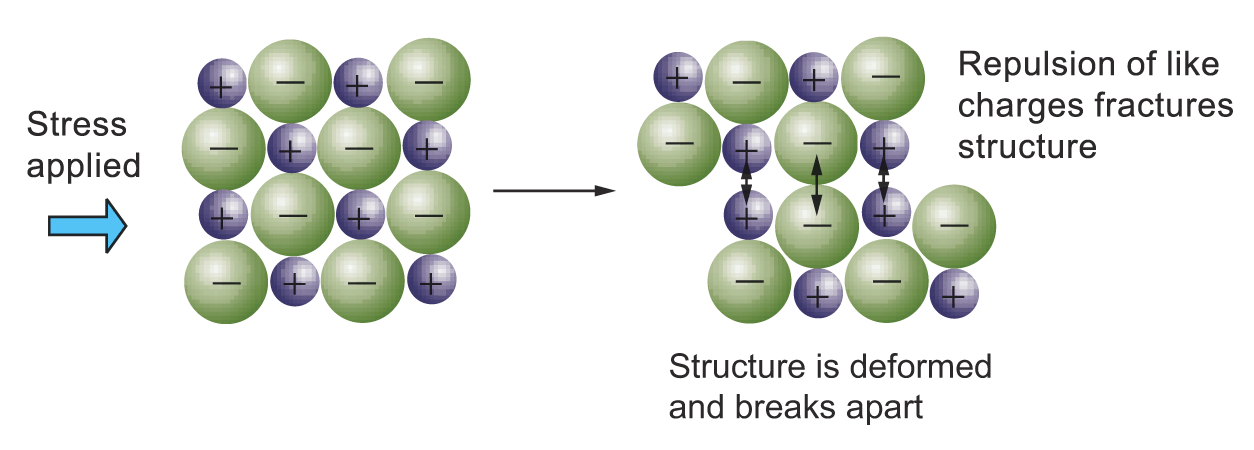 Stress
applied
+ − + −
− + − +
+ − + −
− + − +
+ − + −
− + − +
+ − + −
− + − +
Repulsion of like
charges fractures
structure
Structure is deformed
and breaks apart